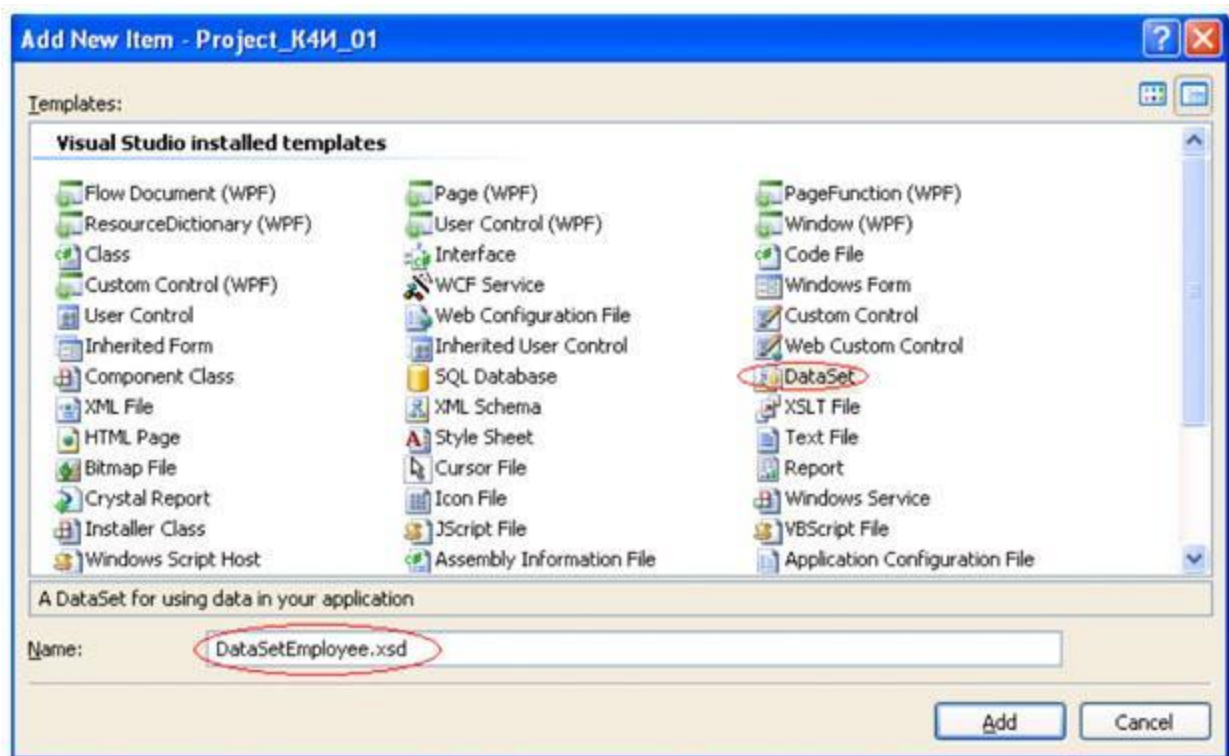 Add New Item - Project_К4И_01
Templates:
Visual Studio installed templates
Flow Document (WPF) Page (WPF) PageFunction (WPF)
ResourceDictionary (WPF) User Control (WPF) Window (WPF)
Class Interface Code File
Custom Control (WPF) WCF Service Windows Form
User Control Web Configuration File Custom Control
Inherited Form Inherited User Control Web Custom Control
Component Class SQL Database DataSet
XML File XML Schema XSLT File
HTML Page Style Sheet Text File
Bitmap File Cursor File Report
Crystal Report Icon File Windows Service
Installer Class JScript File VBScript File
Windows Script Host Assembly Information File Application Configuration File
A DataSet for using data in your application
Name: DataSetEmployee.xsd
Add Cancel